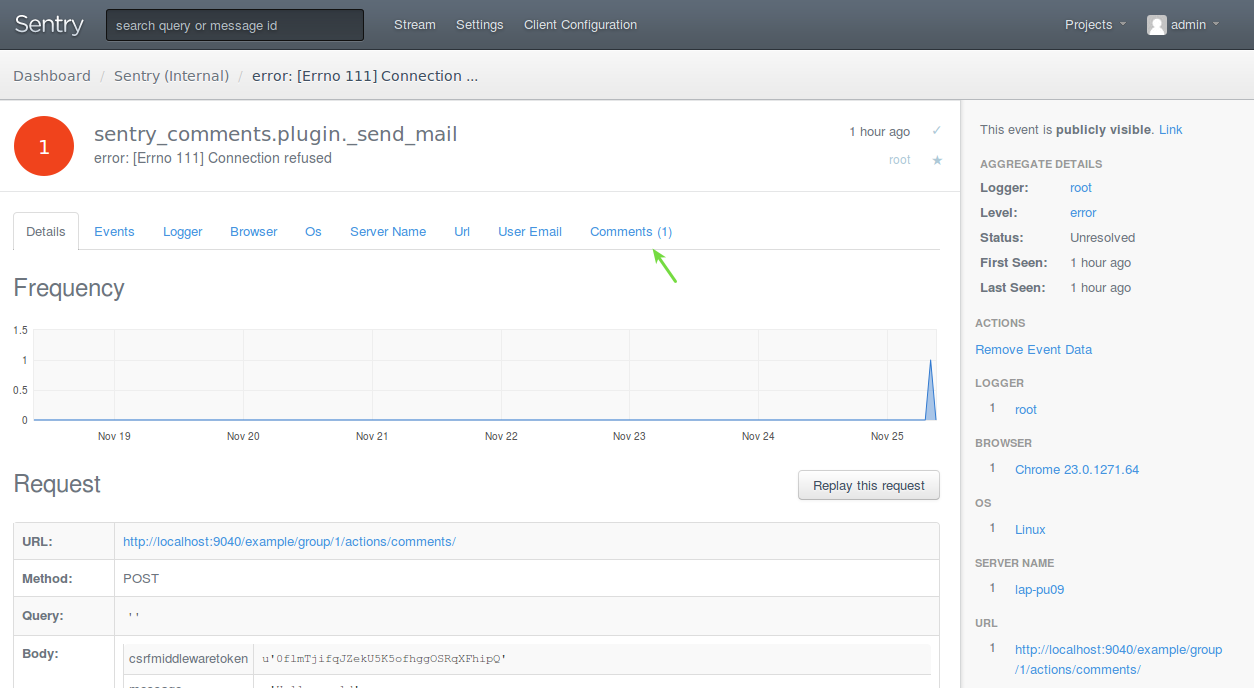 Sentry
search query or message id
Stream Settings Client Configuration
Projects admin
Dashboard / Sentry (Internal) / error: [Errno 111] Connection ...
1
sentry_comments.plugin._send_mail
error: [Errno 111] Connection refused
1 hour ago
root
Details Events Logger Browser Os Server Name Url User Email Comments (1)
Frequency
1.5
1
0.5
0
Nov 19 Nov 20 Nov 21 Nov 22 Nov 23 Nov 24 Nov 25
Request
Replay this request
URL: http://localhost:9040/example/group/1/actions/comments/
Method: POST
Query: ''
Body:
csrfmiddlewaretoken
This event is publicly visible. Link
AGGREGATE DETAILS
Logger: root
Level: error
Status: Unresolved
First Seen: 1 hour ago
Last Seen: 1 hour ago
ACTIONS
Remove Event Data
LOGGER
1 root
BROWSER
1 Chrome 23.0.1271.64
OS
1 Linux
SERVER NAME
1 lap-pu09
URL
1 http://localhost:9040/example/group
/1/actions/comments/